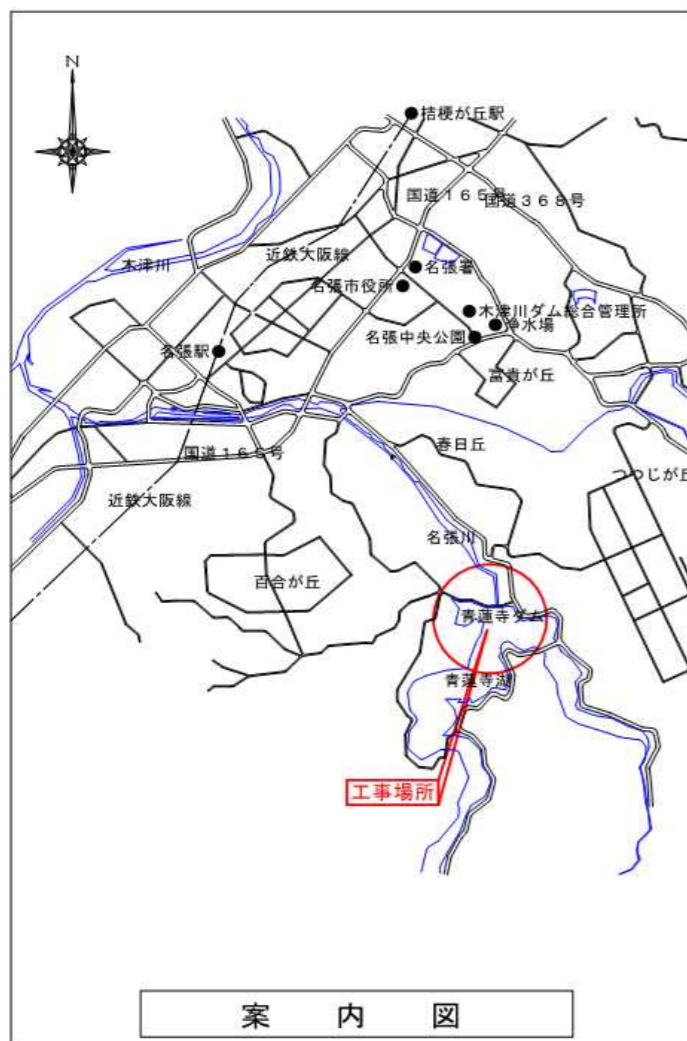 N
桔梗が丘駅
国道165号
国道368号
近鉄大阪線
木津川
名張署
名張市役所
木津川ダム総合管理所
浄水場
名張中央公園
名張駅
富貴が丘
春日丘
国道165号
つつじが丘
近鉄大阪線
名張川
百合が丘
青蓮寺ダム
青蓮寺湖
工事場所
案内図